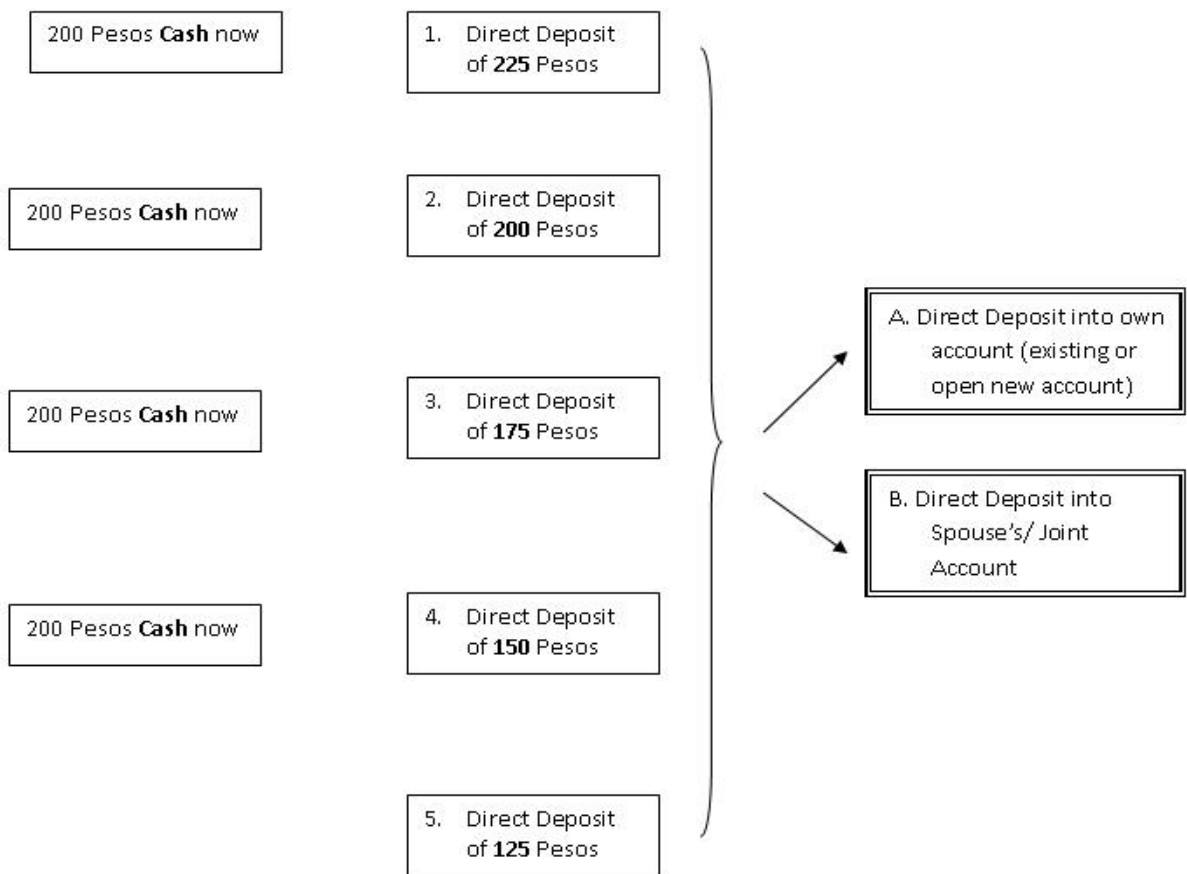 200 Pesos Cash now
1. Direct Deposit
of 225 Pesos
200 Pesos Cash now
2. Direct Deposit
of 200 Pesos
200 Pesos Cash now
3. Direct Deposit
of 175 Pesos
200 Pesos Cash now
4. Direct Deposit
of 150 Pesos
5. Direct Deposit
of 125 Pesos
A. Direct Deposit into own
account (existing or
open new account)
B. Direct Deposit into
Spouse's/ Joint
Account